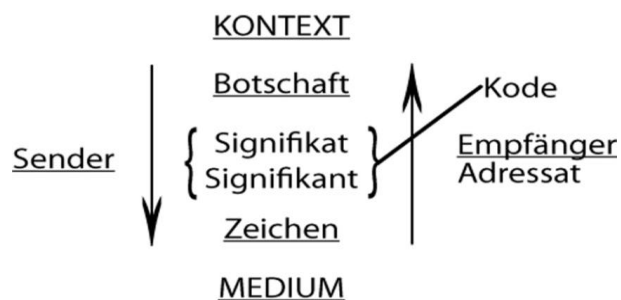 KONTEXT
Botschaft
Kode
Sender
{ Signifikat
Signifikant }
Empfänger
Adressat
Zeichen
MEDIUM